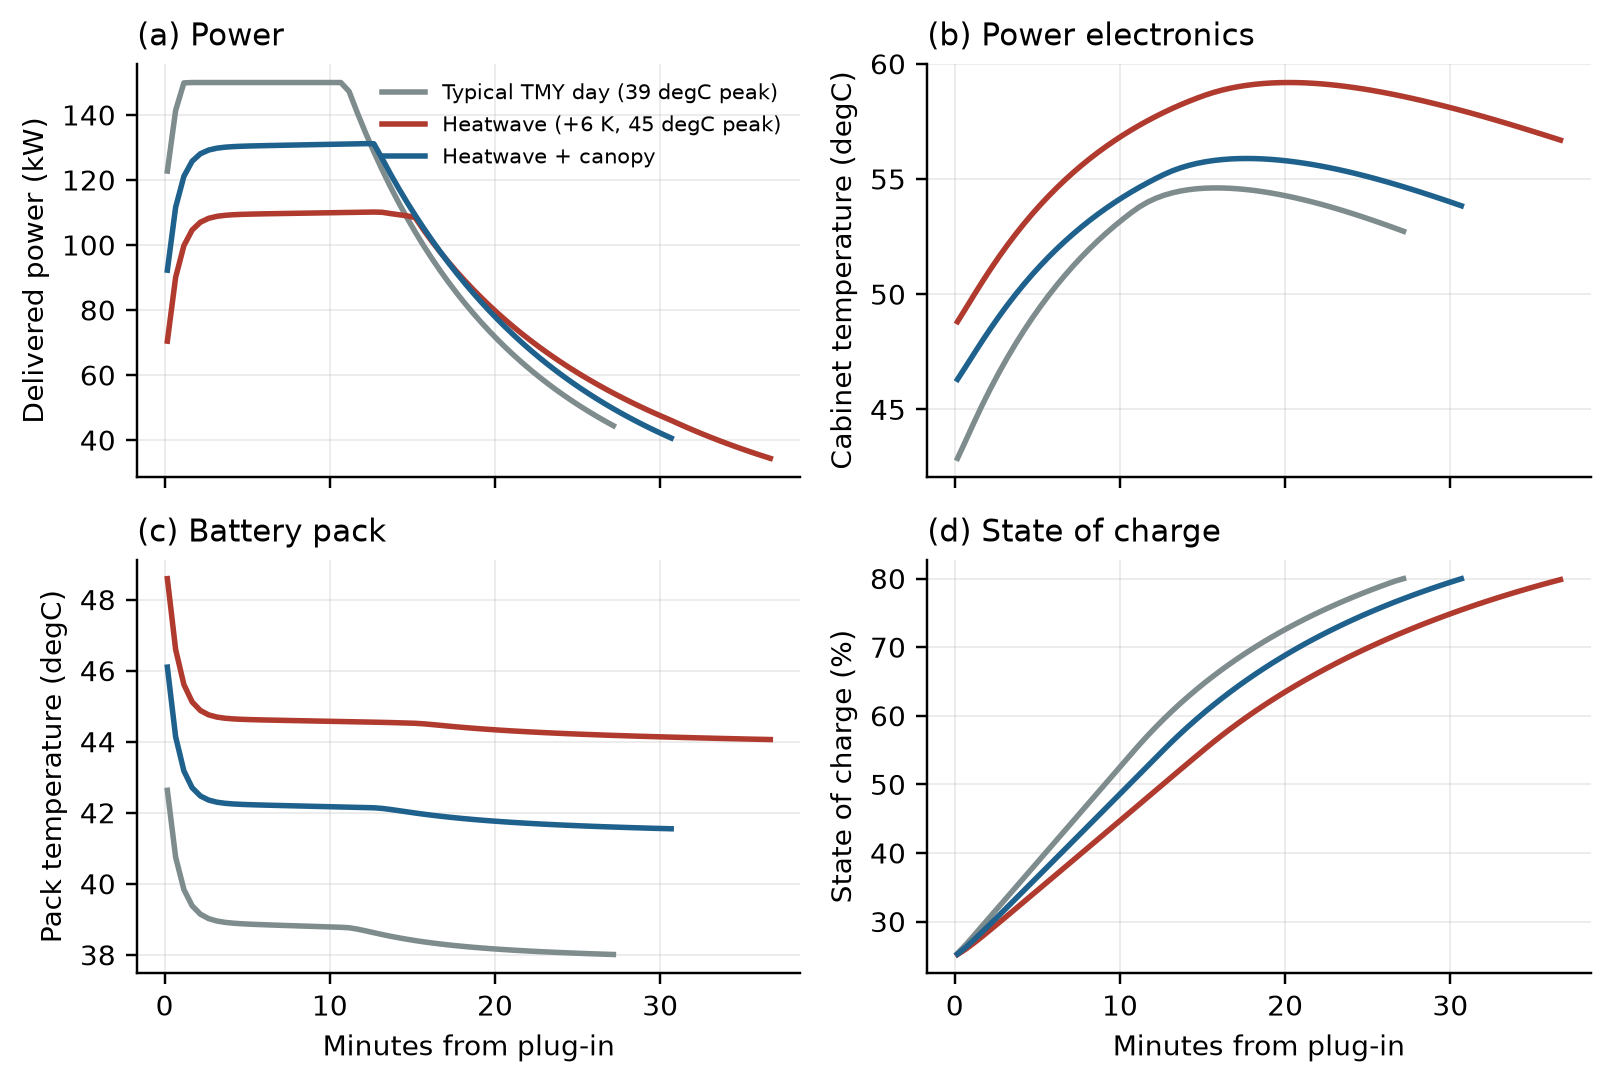 (a) Power
Delivered power (kW)
140
120
100
80
60
40
Typical TMY day (39 degC peak)
Heatwave (+6 K, 45 degC peak)
Heatwave + canopy
(b) Power electronics
Cabinet temperature (degC)
60
55
50
45
(c) Battery pack
Pack temperature (degC)
48
46
44
42
40
38
0 10 20 30
Minutes from plug-in
(d) State of charge
State of charge (%)
80
70
60
50
40
30
0 10 20 30
Minutes from plug-in